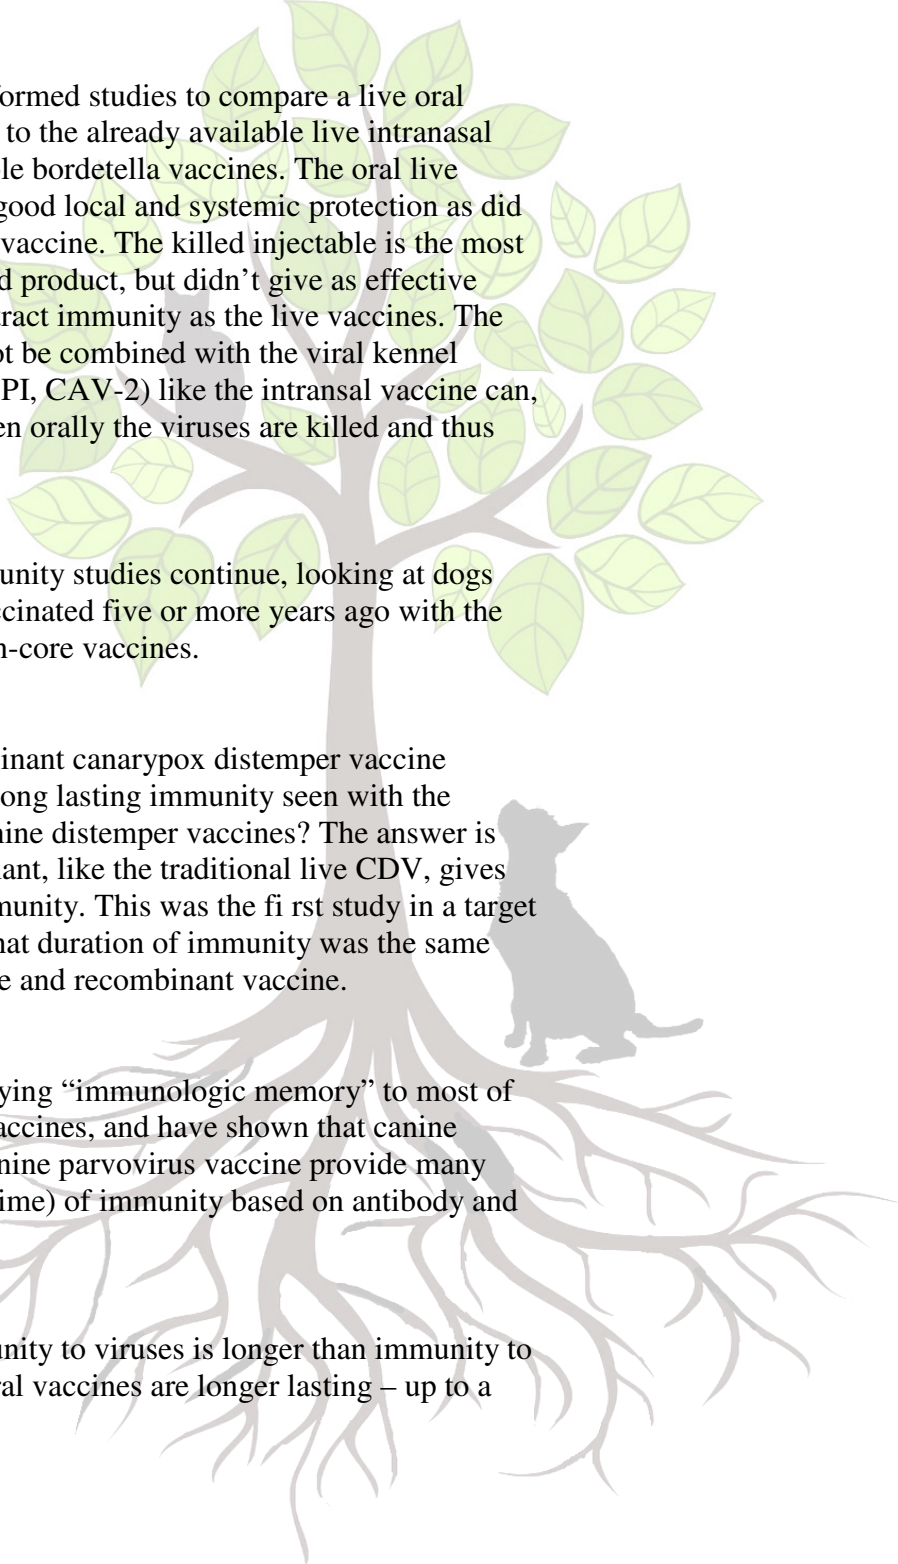 ormed studies to compare a live oral
to the already available live intranasal
le bordetella vaccines. The oral live
good local and systemic protection as did
vaccine. The killed injectable is the most
d product, but didn’t give as effective
ract immunity as the live vaccines. The
ot be combined with the viral kennel
PI, CAV-2) like the intransal vaccine can,
en orally the viruses are killed and thus
unity studies continue, looking at dogs
ccinated five or more years ago with the
n-core vaccines.
inant canarypox distemper vaccine
ong lasting immunity seen with the
nine distemper vaccines? The answer is
ant, like the traditional live CDV, gives
munity. This was the fi rst study in a target
hat duration of immunity was the same
e and recombinant vaccine.
ying “immunologic memory” to most of
accines, and have shown that canine
nine parvovirus vaccine provide many
ime) of immunity based on antibody and
unity to viruses is longer than immunity to
ral vaccines are longer lasting – up to a